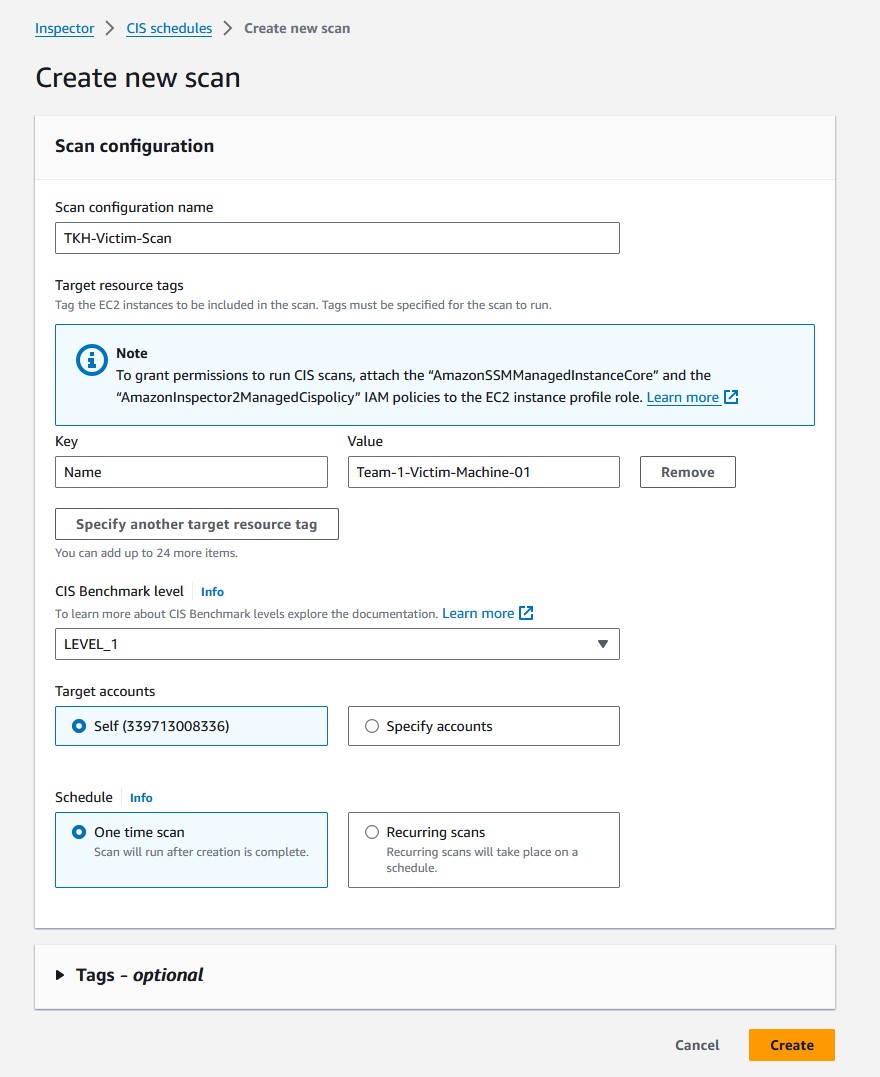 Inspector > CIS schedules > Create new scan
Create new scan
Scan configuration
Scan configuration name
TKH-Victim-Scan
Target resource tags
Tag the EC2 instances to be included in the scan. Tags must be specified for the scan to run.
Note
To grant permissions to run CIS scans, attach the “AmazonSSMManagedInstanceCore” and the
“AmazonInspector2ManagedCispolicy” IAM policies to the EC2 instance profile role. Learn more
Key Value
Name Team-1-Victim-Machine-01 Remove
Specify another target resource tag
You can add up to 24 more items.
CIS Benchmark level Info
To learn more about CIS Benchmark levels explore the documentation. Learn more
LEVEL_1
Target accounts
Self (339713008336) Specify accounts
Schedule Info
One time scan Recurring scans
Scan will run after creation is complete. Recurring scans will take place on a
schedule.
Tags - optional
Cancel Create